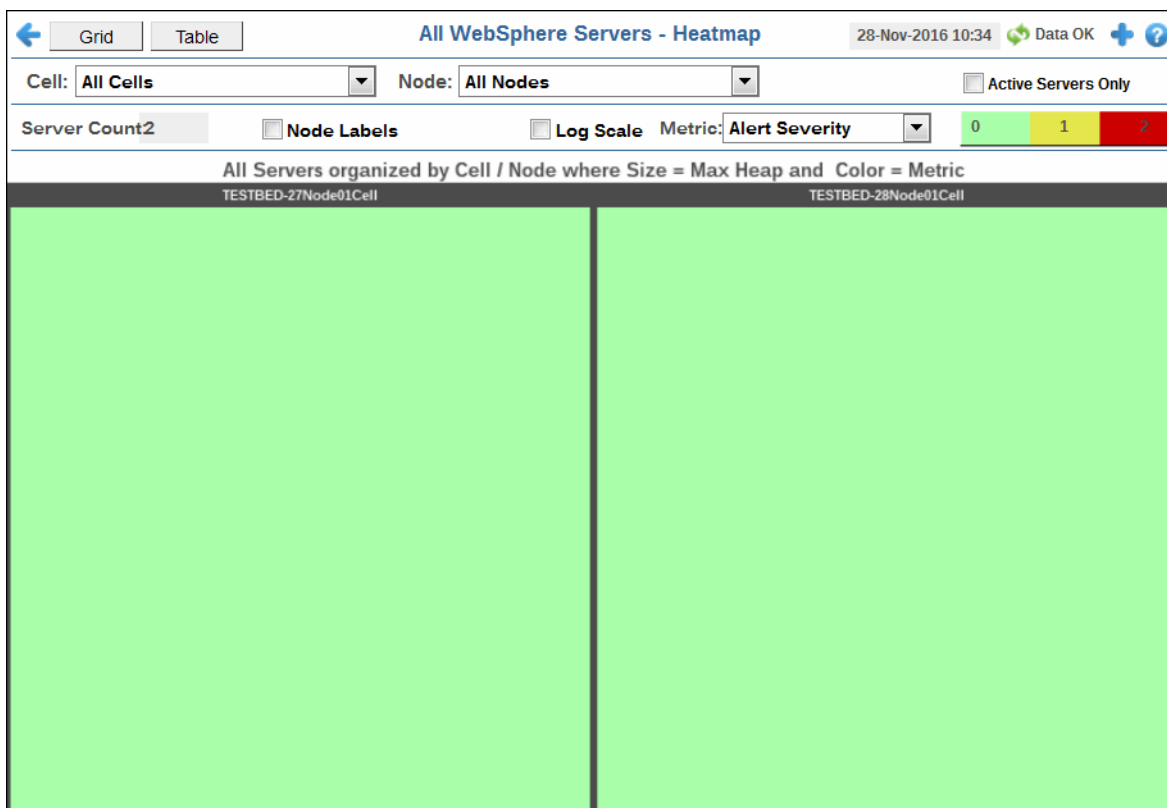 Grid Table All WebSphere Servers - Heatmap 28-Nov-2016 10:34 Data OK ?
Cell: All Cells Node: All Nodes Active Servers Only
Server Count2 Node Labels Log Scale Metric: Alert Severity 0 1 2
All Servers organized by Cell / Node where Size = Max Heap and Color = Metric
TESTBED-27Node01Cell TESTBED-28Node01Cell